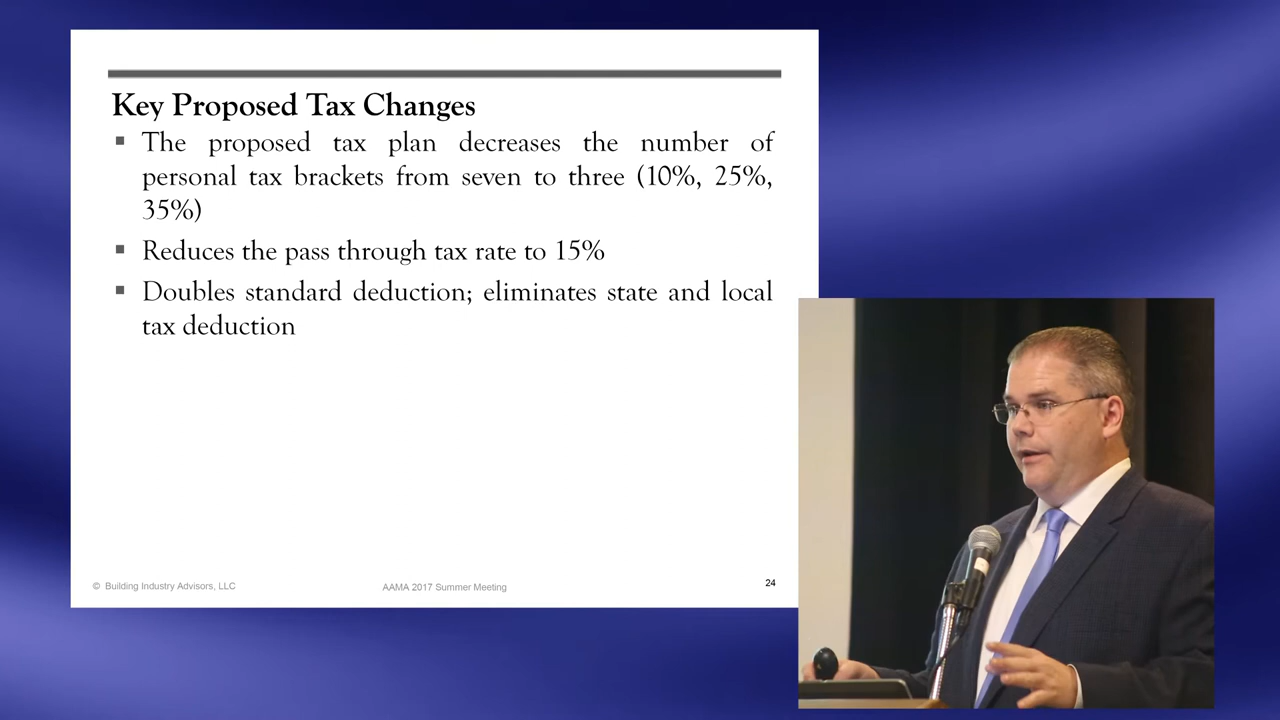 Key Proposed Tax Changes
▪ The proposed tax plan decreases the number of
personal tax brackets from seven to three (10%, 25%,
35%)
▪ Reduces the pass through tax rate to 15%
▪ Doubles standard deduction; eliminates state and local
tax deduction
© Building Industry Advisors, LLC
AAMA 2017 Summer Meeting
24